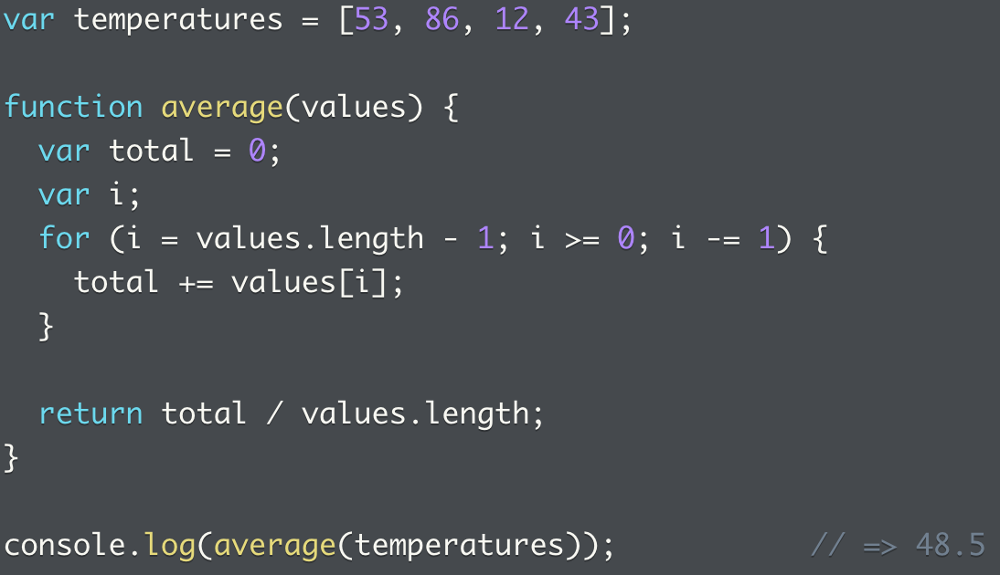 var temperatures = [53, 86, 12, 43];
function average(values) {
var total = 0;
var i;
for (i = values.length - 1; i >= 0; i -= 1) {
total += values[i];
}
return total / values.length;
}
console.log(average(temperatures)); // => 48.5